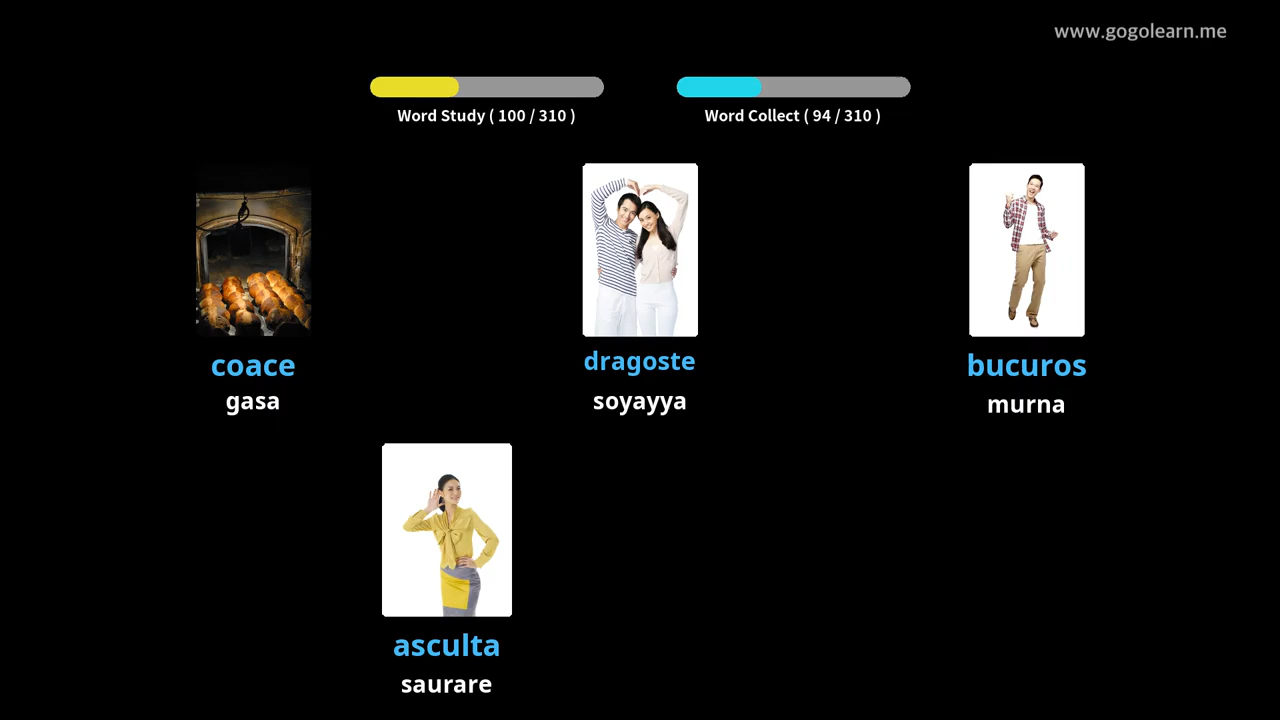 www.gogolearn.me
Word Study ( 100 / 310 )
Word Collect ( 94 / 310 )
coace
gasa
dragoste
soyayya
bucuros
murna
asculta
saurare